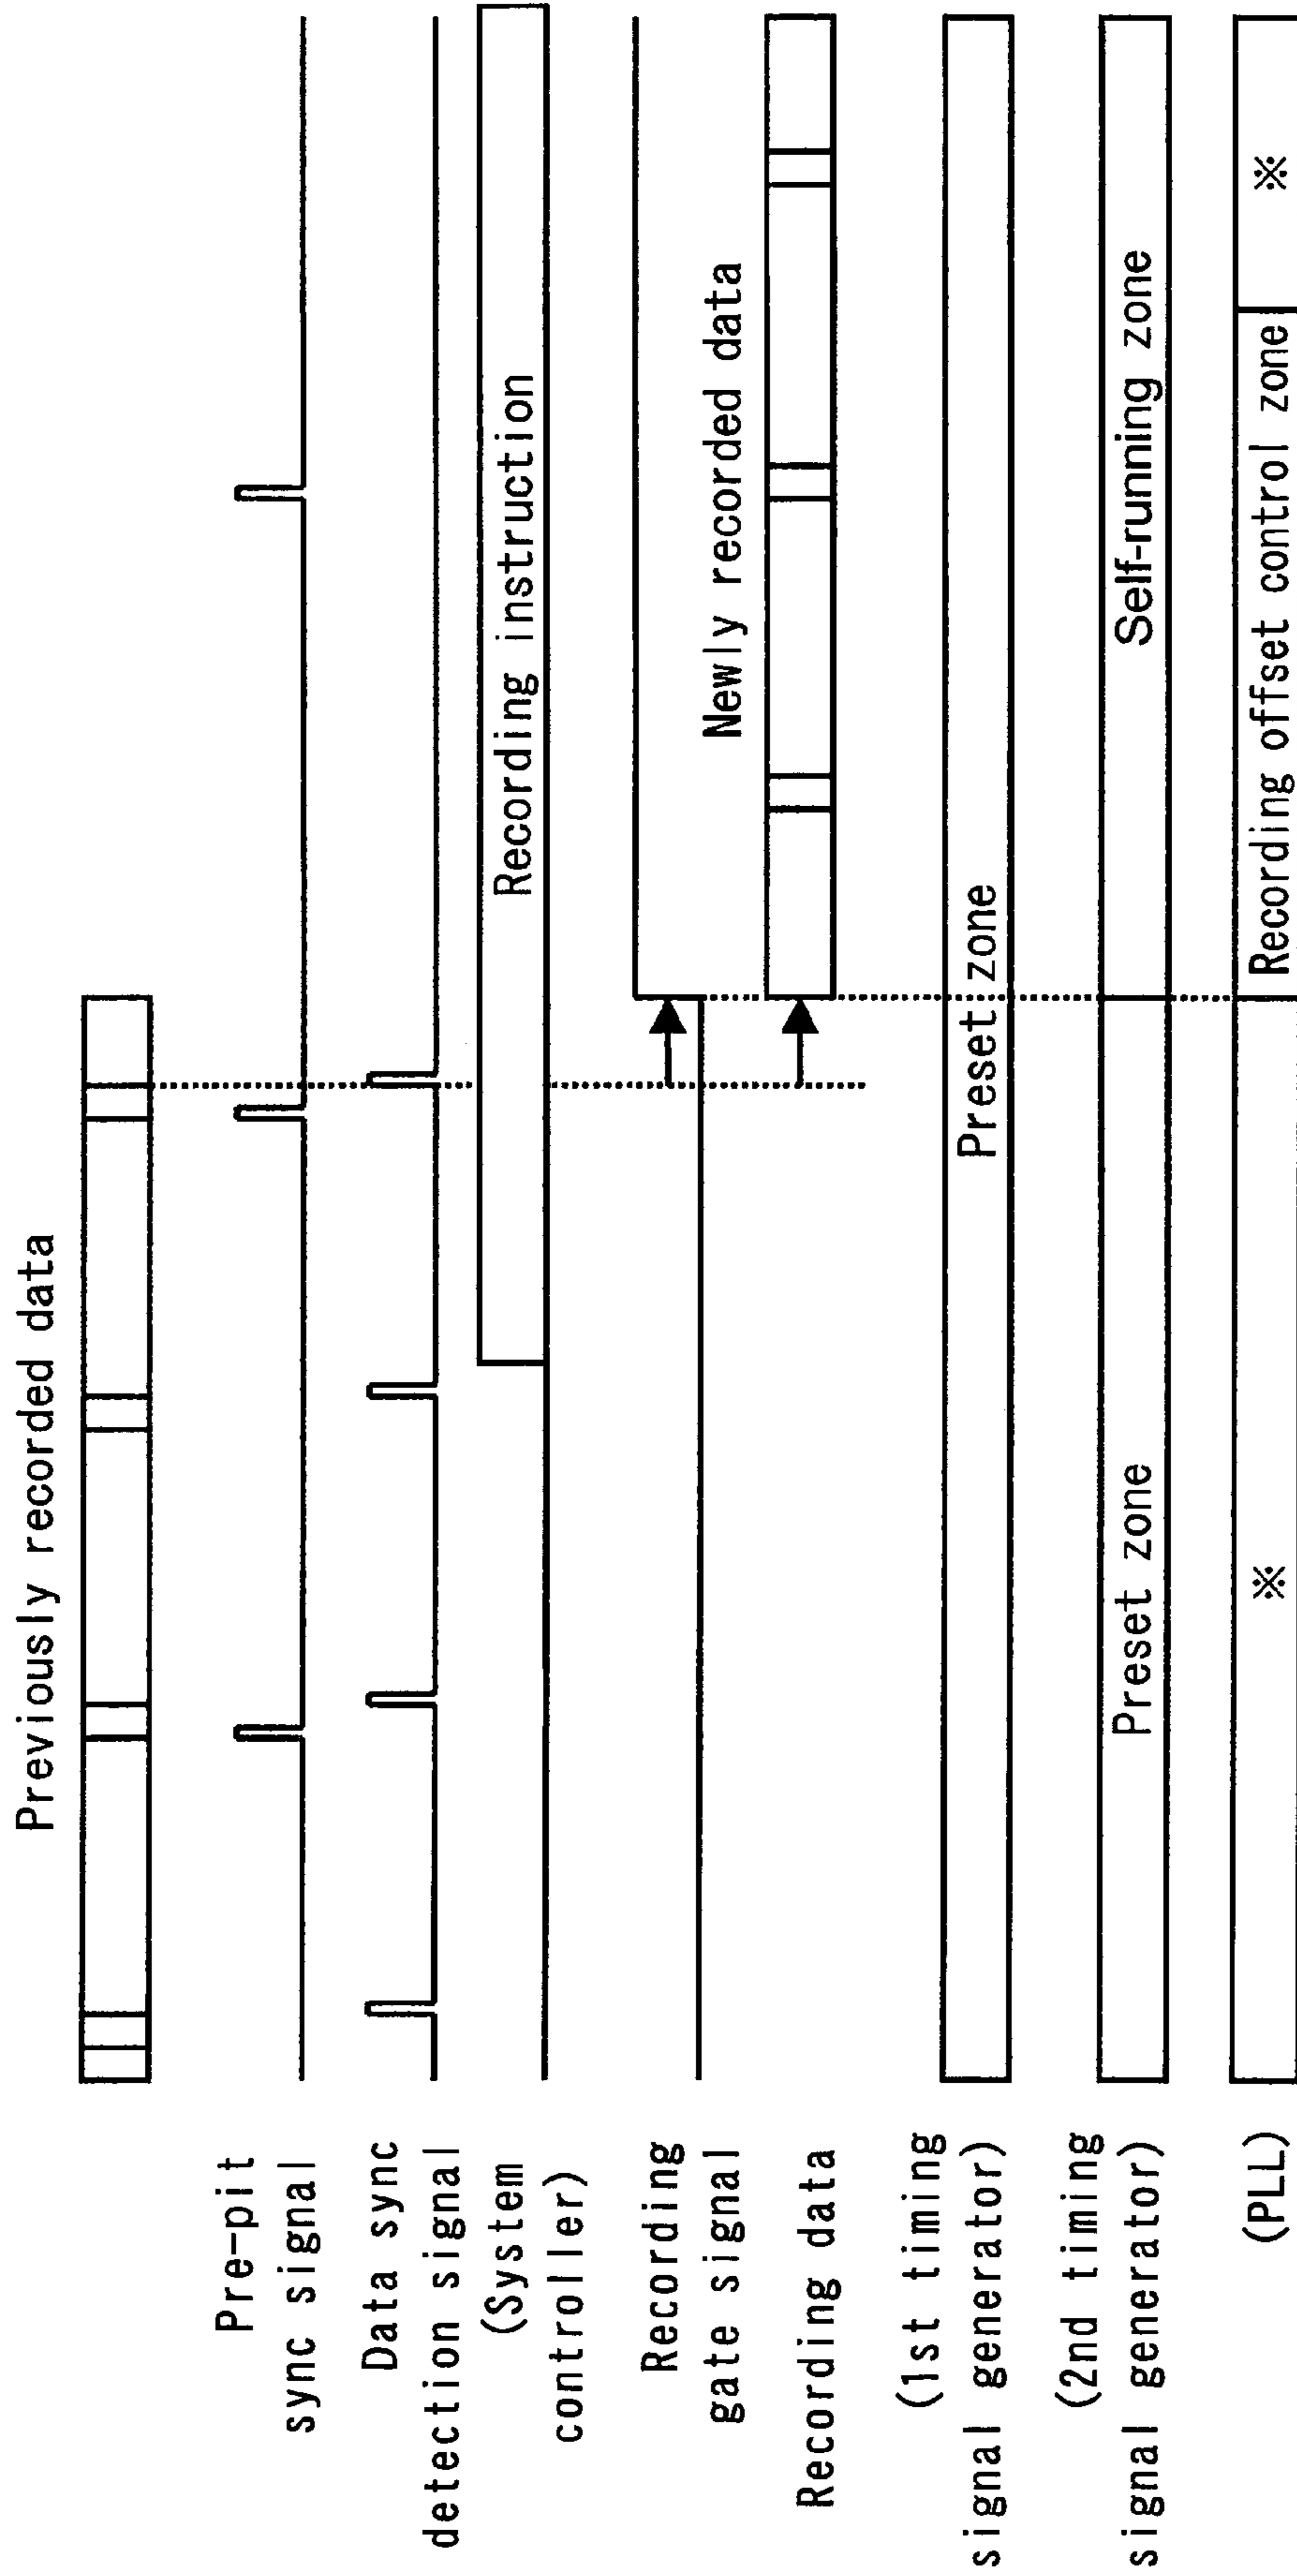 Previously recorded data
Pre-pit
sync signal
Data sync
detection signal
(System
controller)
Recording instruction
Recording
gate signal
Newly recorded data
Recording data
(1st timing
signal generator)
Preset zone
(2nd timing
signal generator)
Preset zone
Self-running zone
(PLL)
※
Recording offset control zone
※